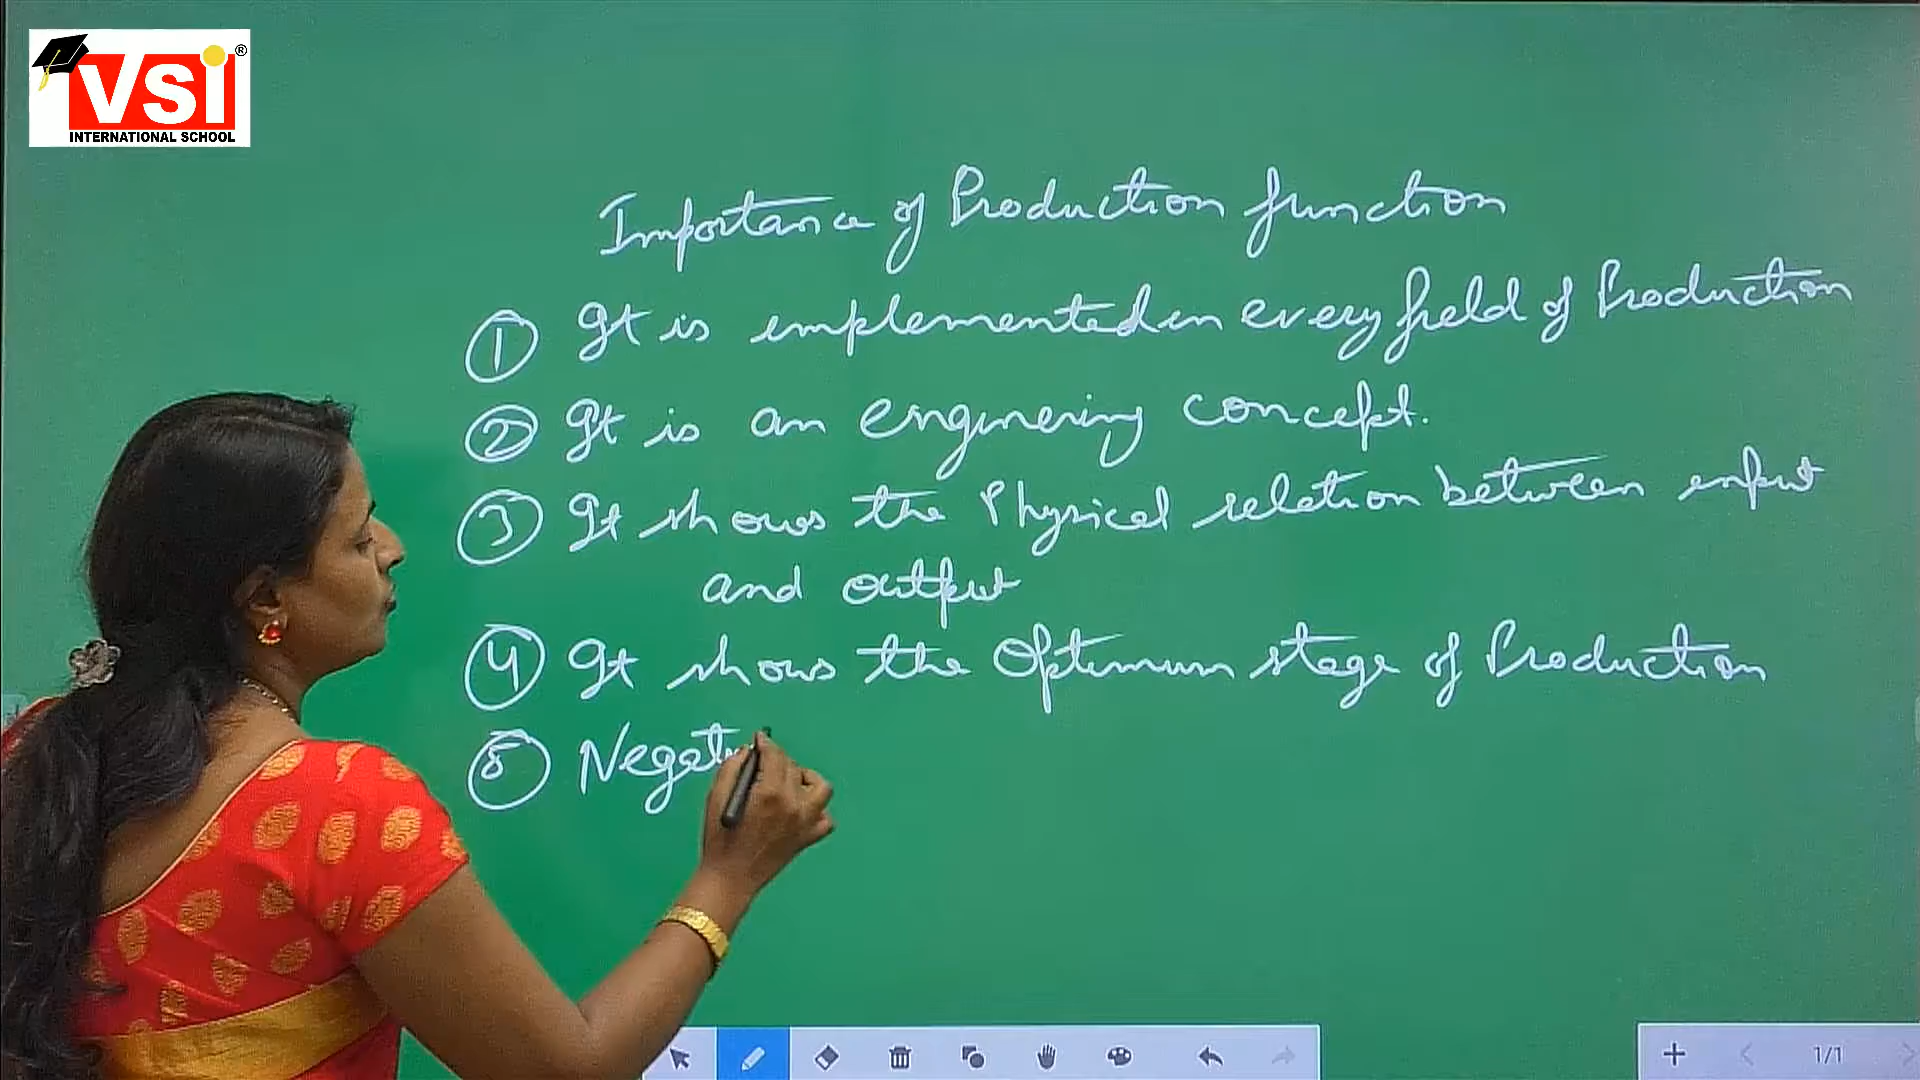 VSI ®
INTERNATIONAL SCHOOL
Importance of Production function
1 It is implemented in every field of Production
2 It is an enginering concept.
3 It shows the Physical relation between input
and output
4 It shows the Optimum stage of Production
5 Negat
1/1